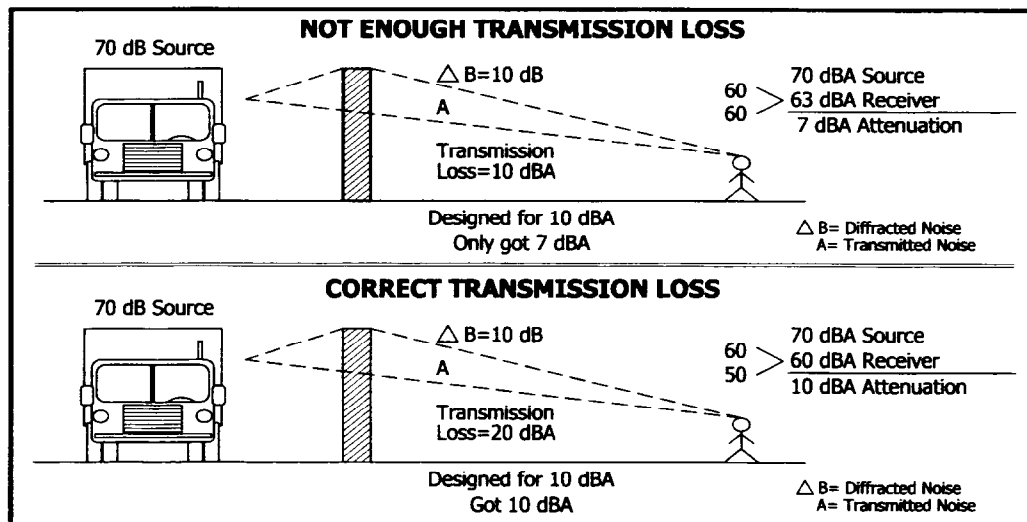 NOT ENOUGH TRANSMISSION LOSS
70 dB Source
△ B=10 dB
A
Transmission
Loss=10 dBA
60
60
70 dBA Source
63 dBA Receiver
7 dBA Attenuation
Designed for 10 dBA
Only got 7 dBA
△ B= Diffracted Noise
A= Transmitted Noise
CORRECT TRANSMISSION LOSS
70 dB Source
△ B=10 dB
A
Transmission
Loss=20 dBA
60
50
70 dBA Source
60 dBA Receiver
10 dBA Attenuation
Designed for 10 dBA
Got 10 dBA
△ B= Diffracted Noise
A= Transmitted Noise